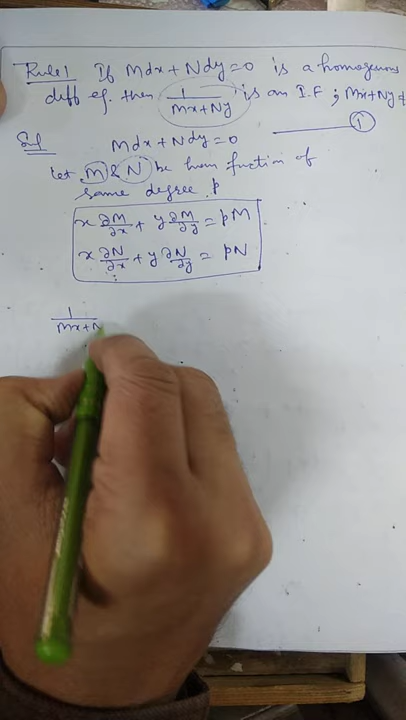 Rule 1 If Mdx + Ndy = 0 is a homogenous
diff eq. then 1/(Mx+Ny) is an I.F ; Mx+Ny ≠
Sol Mdx + Ndy = 0 ——— ①
Let M & N be hom function of
same degree p
x ∂M/∂x + y ∂M/∂y = pM
x ∂N/∂x + y ∂N/∂y = pN
1/(Mx+N